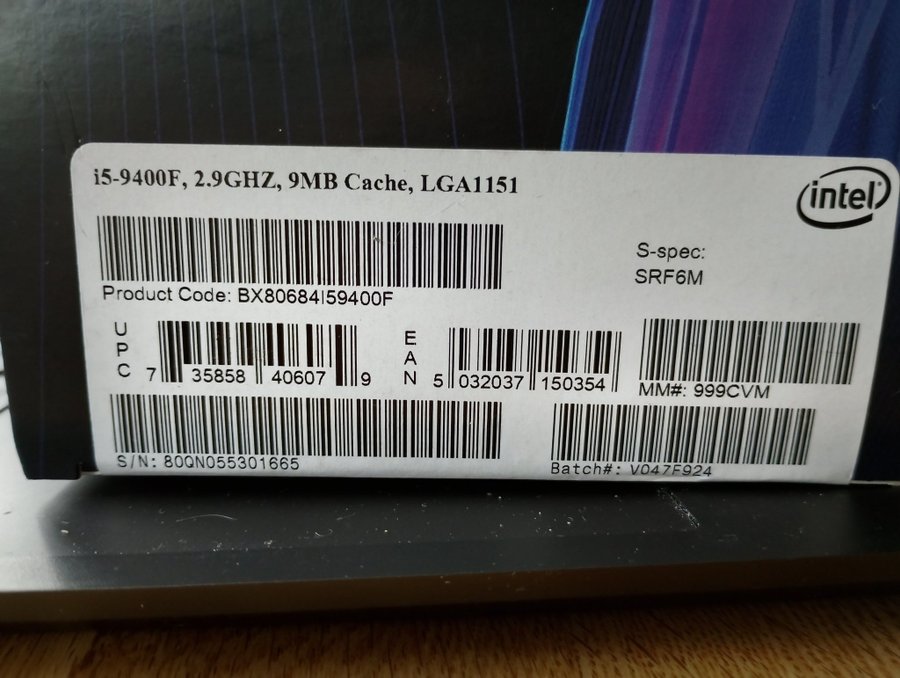 i5-9400F, 2.9GHZ, 9MB Cache, LGA1151
intel
S-spec:
SRF6M
Product Code: BX80684I59400F
UPC 7 35858 40607 9
EAN 5 032037 150354
MM#: 999CVM
S/N: 80QN055301665
Batch#: V047F924